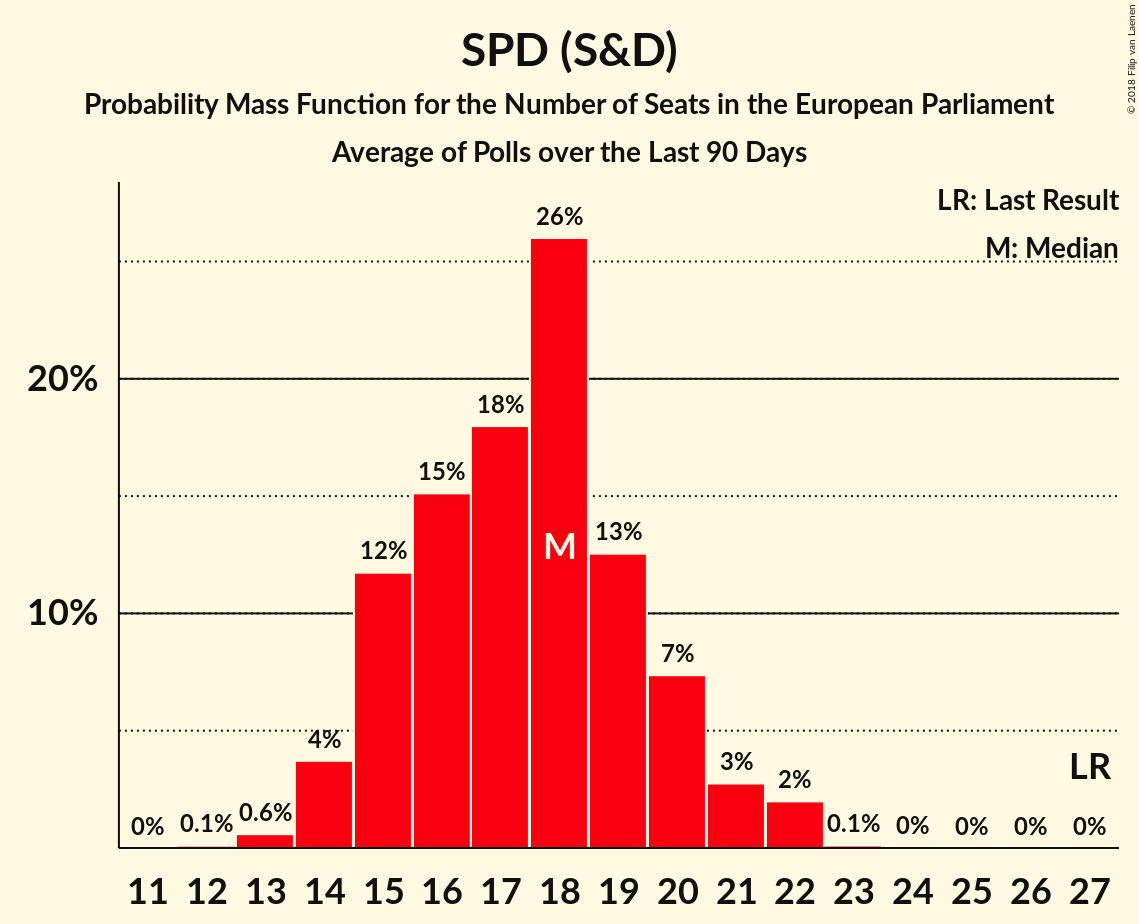 SPD (S&D)
Probability Mass Function for the Number of Seats in the European Parliament
Average of Polls over the Last 90 Days
© 2018 Filip van Laenen
LR: Last Result
M: Median
20%
10%
0%
0.1%
0.6%
4%
12%
15%
18%
26%
M
13%
7%
3%
2%
0.1%
0%
0%
0%
0%
LR
11 12 13 14 15 16 17 18 19 20 21 22 23 24 25 26 27